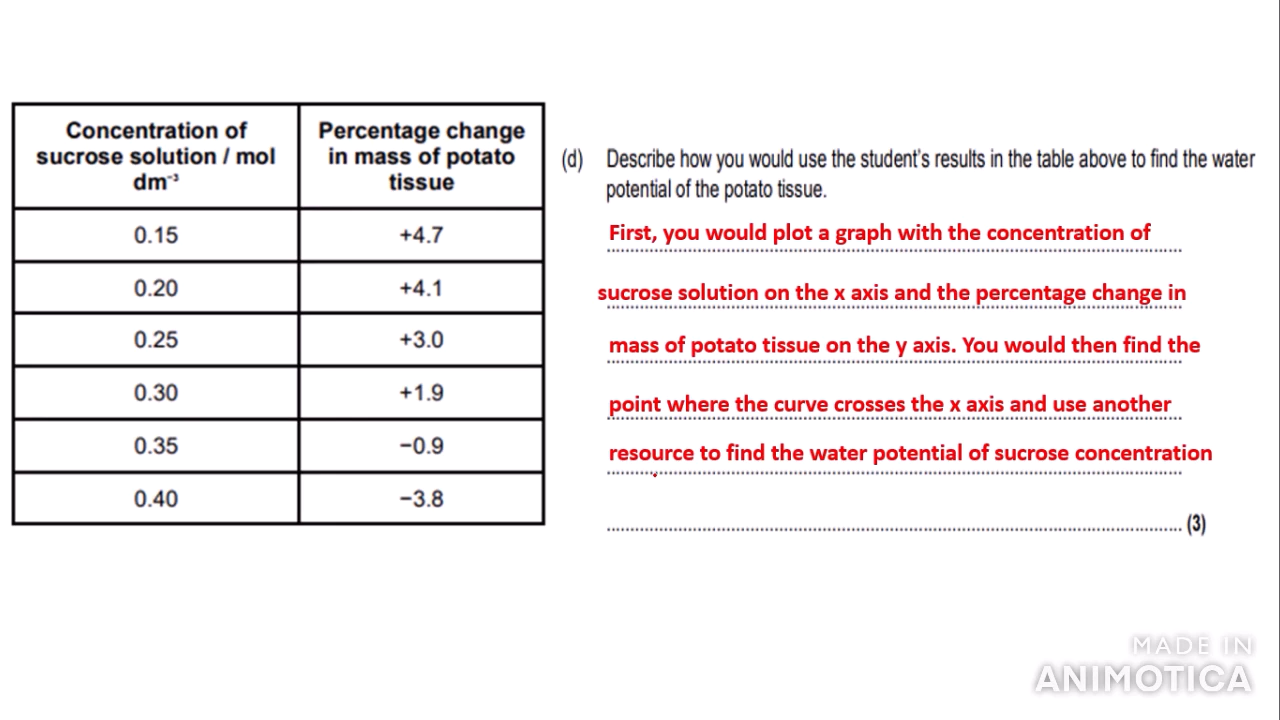 Concentration of sucrose solution / mol dm⁻³
Percentage change in mass of potato tissue
0.15 +4.7
0.20 +4.1
0.25 +3.0
0.30 +1.9
0.35 −0.9
0.40 −3.8
(d) Describe how you would use the student's results in the table above to find the water
potential of the potato tissue.
First, you would plot a graph with the concentration of
sucrose solution on the x axis and the percentage change in
mass of potato tissue on the y axis. You would then find the
point where the curve crosses the x axis and use another
resource to find the water potential of sucrose concentration
(3)
MADE IN
ANIMOTICA